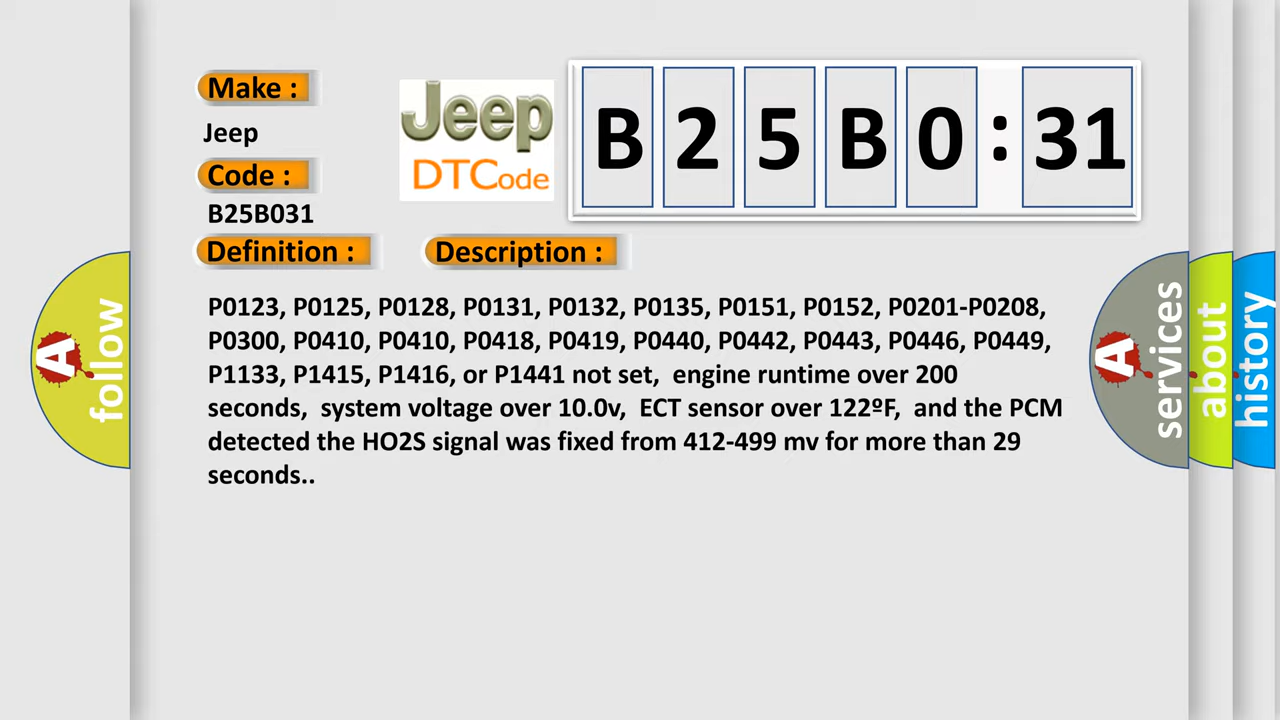 Make :
Jeep
Code :
B25B031
Definition :
Description :
Jeep
DTCode
B 2 5 B 0 : 31
P0123, P0125, P0128, P0131, P0132, P0135, P0151, P0152, P0201-P0208,
P0300, P0410, P0410, P0418, P0419, P0440, P0442, P0443, P0446, P0449,
P1133, P1415, P1416, or P1441 not set,  engine runtime over 200
seconds,  system voltage over 10.0v,  ECT sensor over 122ºF,  and the PCM
detected the HO2S signal was fixed from 412-499 mv for more than 29
seconds..
A
follow
A
services
about
history